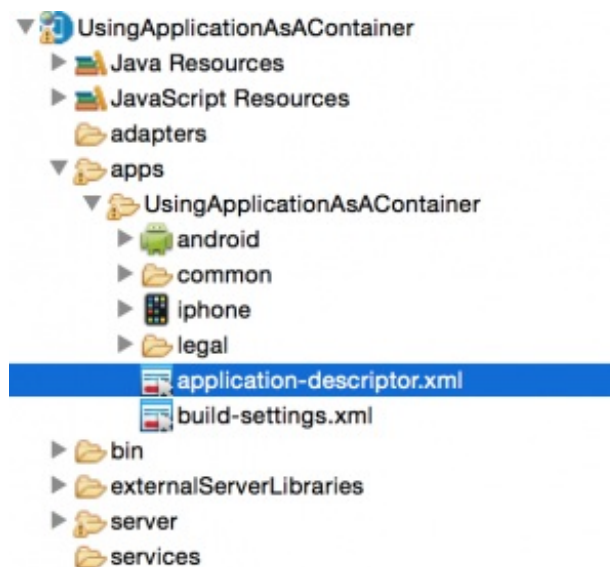 UsingApplicationAsAContainer
Java Resources
JavaScript Resources
adapters
apps
UsingApplicationAsAContainer
android
common
iphone
legal
application-descriptor.xml
build-settings.xml
bin
externalServerLibraries
server
services